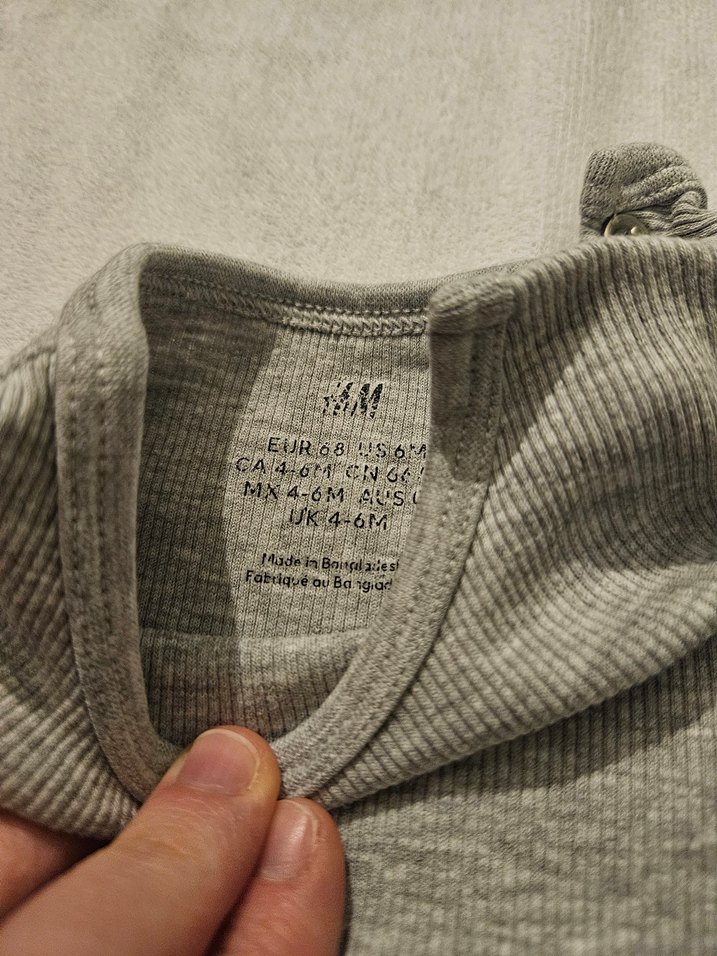 H&M
EUR 68 US 6M
CA 4-6M CN 66
MX 4-6M AUS
UK 4-6M
Made in
Fabriqué au